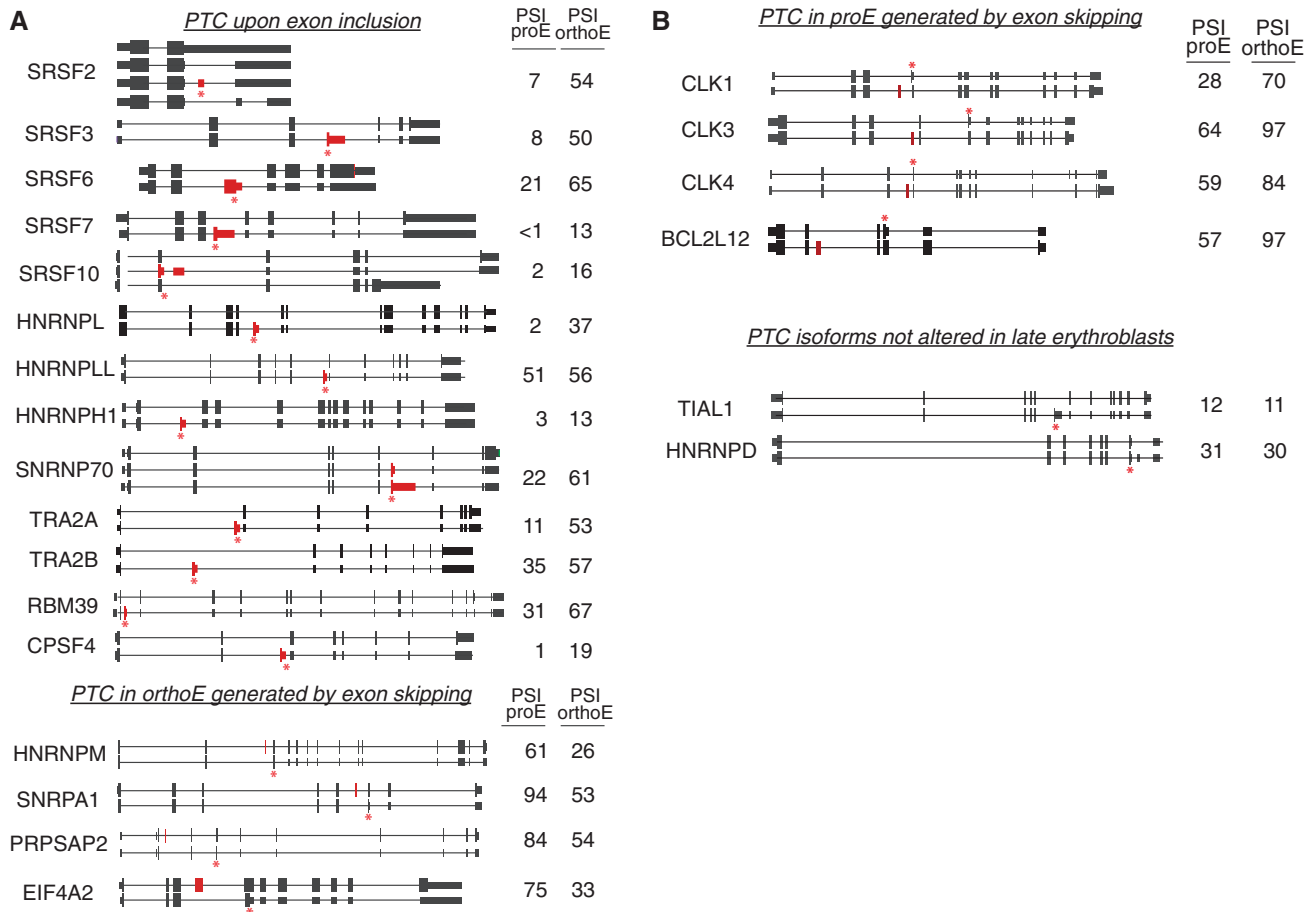 A
PTC upon exon inclusion
PSI proE
PSI orthoE
SRSF2 7 54
SRSF3 8 50
SRSF6 21 65
SRSF7 <1 13
SRSF10 2 16
HNRNPL 2 37
HNRNPLL 51 56
HNRNPH1 3 13
SNRNP70 22 61
TRA2A 11 53
TRA2B 35 57
RBM39 31 67
CPSF4 1 19
PTC in orthoE generated by exon skipping
PSI proE
PSI orthoE
HNRNPM 61 26
SNRPA1 94 53
PRPSAP2 84 54
EIF4A2 75 33
B
PTC in proE generated by exon skipping
PSI proE
PSI orthoE
CLK1 28 70
CLK3 64 97
CLK4 59 84
BCL2L12 57 97
PTC isoforms not altered in late erythroblasts
TIAL1 12 11
HNRNPD 31 30